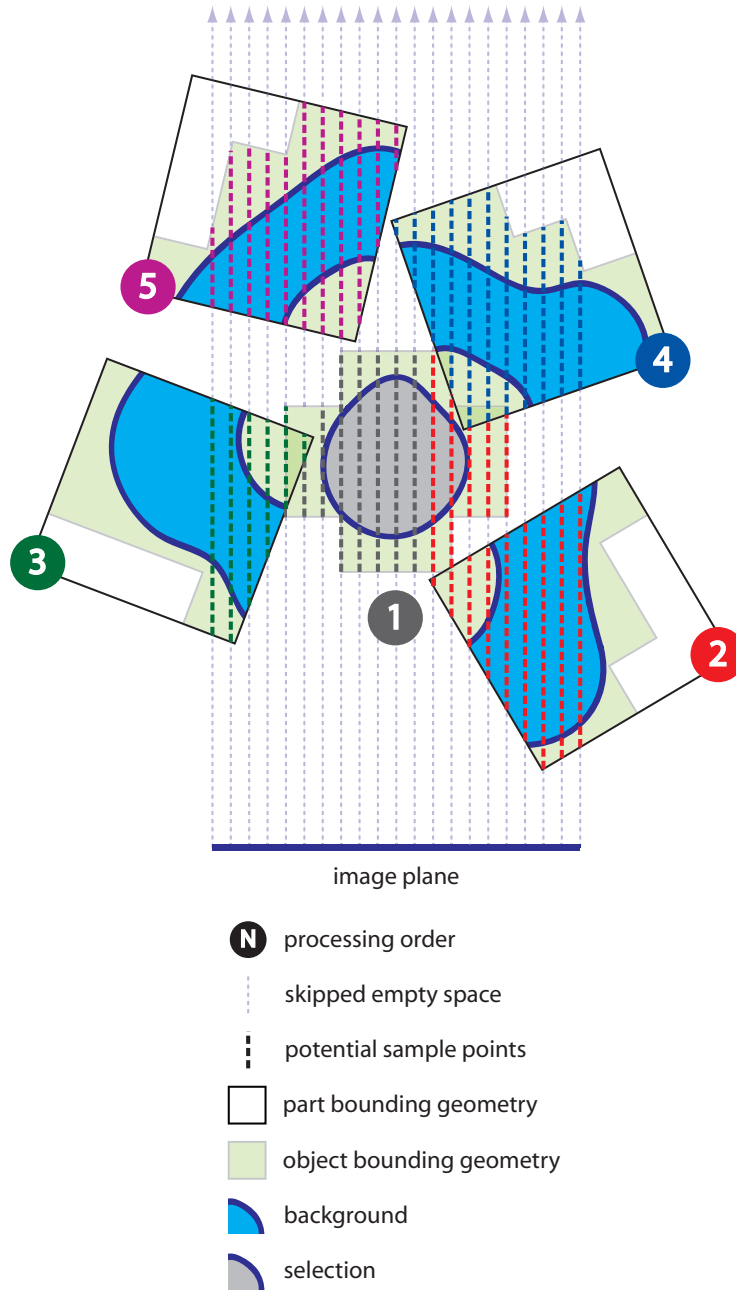 5
4
3
1
2
image plane
N processing order
skipped empty space
potential sample points
part bounding geometry
object bounding geometry
background
selection